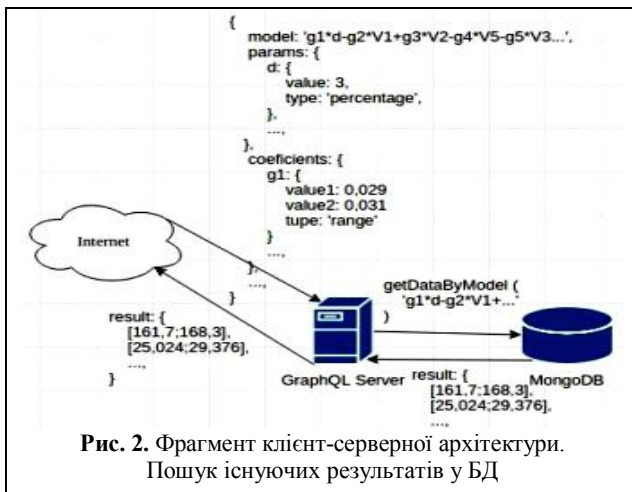 {
model: 'g1*d-g2*V1+g3*V2-g4*V5-g5*V3...',
params: {
d: {
value: 3,
type: 'percentage',
},
...,
},
coeficients: {
g1: {
value1: 0,029
value2: 0,031
tupe: 'range'
}
...,
},
...,
}
Internet
getDataByModel (
'g1*d-g2*V1+...'
)
result: {
[161,7;168,3],
[25,024;29,376],
...,
}
GraphQL Server
MongoDB
result: {
[161,7;168,3],
[25,024;29,376],
...,
Рис. 2. Фрагмент клієнт-серверної архітектури.
Пошук існуючих результатів у БД